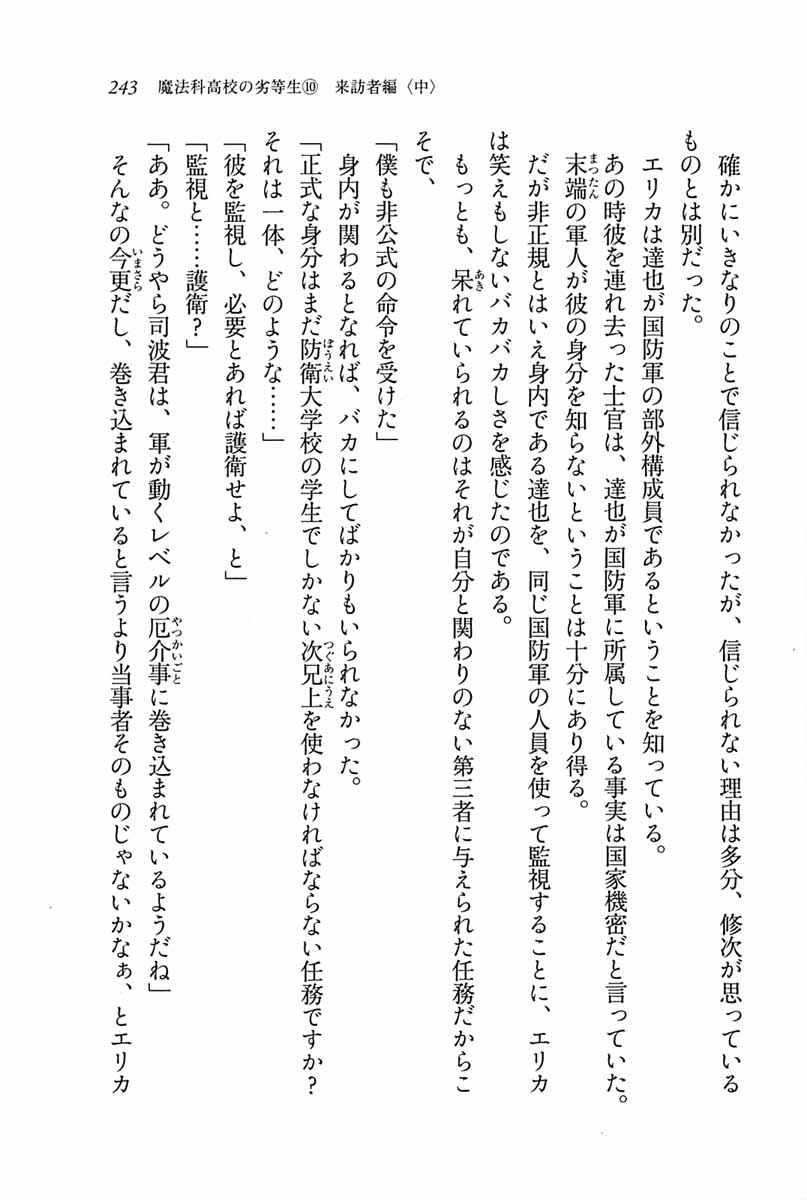 243 魔法科高校の劣等生⑩ 来訪者編〈中〉
確かにいきなりのことで信じられなかったが、信じられない理由は多分、修次が思っている
ものとは別だった。
エリカは達也が国防軍の部外構成員であるということを知っている。
あの時彼を連れ去った士官は、達也が国防軍に所属している事実は国家機密だと言っていた。
末端の軍人が彼の身分を知らないということは十分にあり得る。
だが非正規とはいえ身内である達也を、同じ国防軍の人員を使って監視することに、エリカ
は笑えもしないバカバカしさを感じたのである。
もっとも、呆れていられるのはそれが自分と関わりのない第三者に与えられた任務だからこ
そで、
「僕も非公式の命令を受けた」
身内が関わるとなれば、バカにしてばかりもいられなかった。
「正式な身分はまだ防衛大学校の学生でしかない次兄上を使わなければならない任務ですか?
それは一体、どのような……」
「彼を監視し、必要とあれば護衛せよ、と」
「監視と……護衛?」
「ああ。どうやら司波君は、軍が動くレベルの厄介事に巻き込まれているようだね」
そんなの今更だし、巻き込まれていると言うより当事者そのものじゃないかなぁ、とエリカ